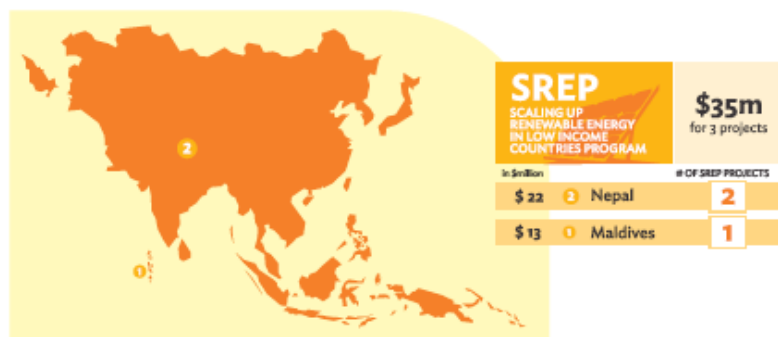 2
1
SREP
SCALING UP
RENEWABLE ENERGY
IN LOW INCOME
COUNTRIES PROGRAM
$35m
for 3 projects
in $million # OF SREP PROJECTS
$ 22 2 Nepal 2
$ 13 1 Maldives 1